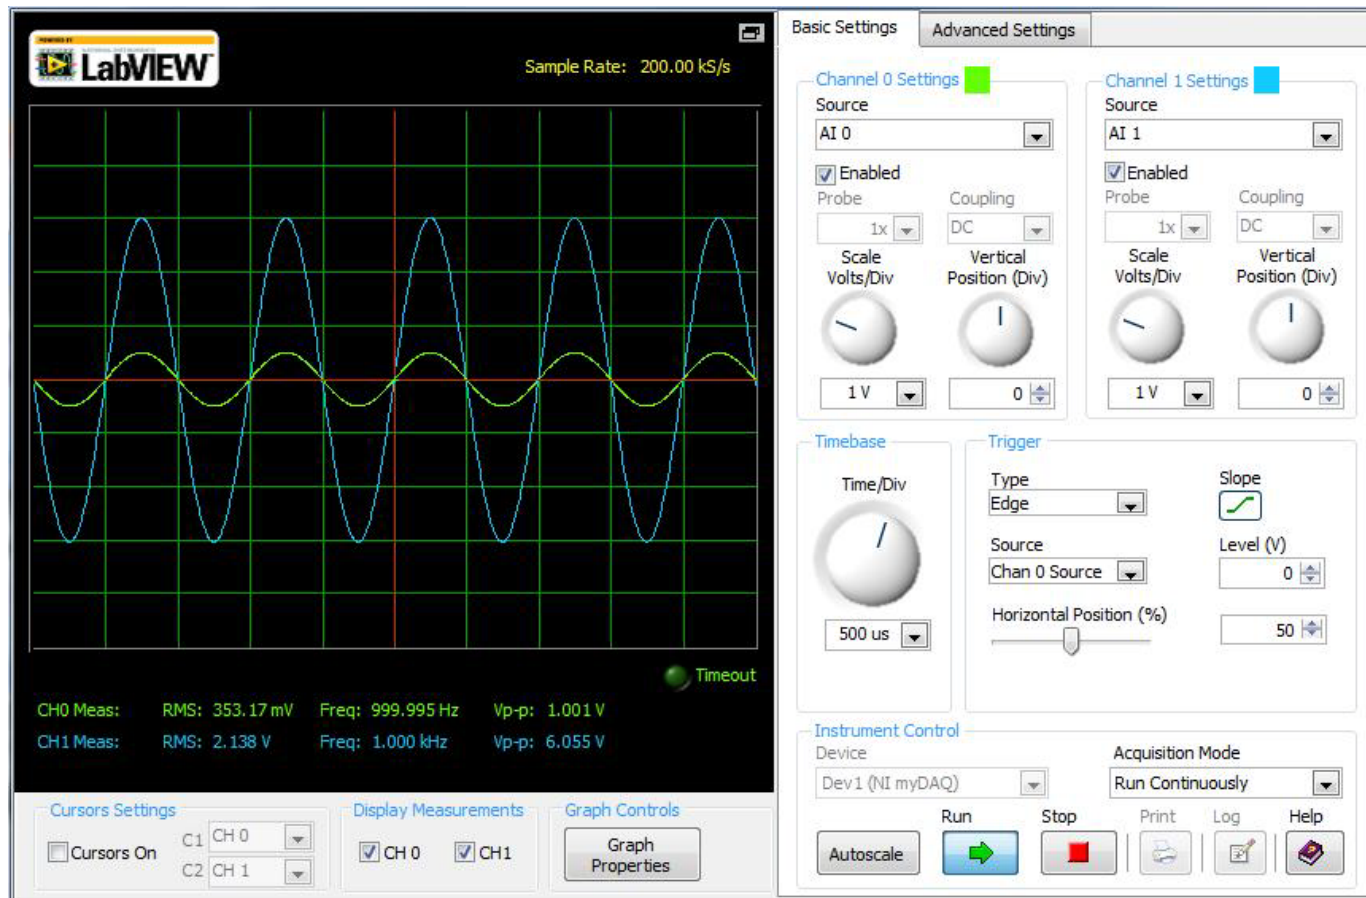 POWERED BY
NATIONAL INSTRUMENTS
LabVIEW
Sample Rate: 200.00 kS/s
Timeout
CH0 Meas: RMS: 353.17 mV Freq: 999.995 Hz Vp-p: 1.001 V
CH1 Meas: RMS: 2.138 V Freq: 1.000 kHz Vp-p: 6.055 V
Cursors Settings
Cursors On
C1 CH 0
C2 CH 1
Display Measurements
CH 0 CH1
Graph Controls
Graph
Properties
Basic Settings Advanced Settings
Channel 0 Settings
Source
AI 0
Enabled
Probe Coupling
1x DC
Scale Vertical
Volts/Div Position (Div)
1 V 0
Channel 1 Settings
Source
AI 1
Enabled
Probe Coupling
1x DC
Scale Vertical
Volts/Div Position (Div)
1 V 0
Timebase
Time/Div
500 us
Trigger
Type Slope
Edge
Source Level (V)
Chan 0 Source 0
Horizontal Position (%)
50
Instrument Control
Device Acquisition Mode
Dev1 (NI myDAQ) Run Continuously
Run Stop Print Log Help
Autoscale